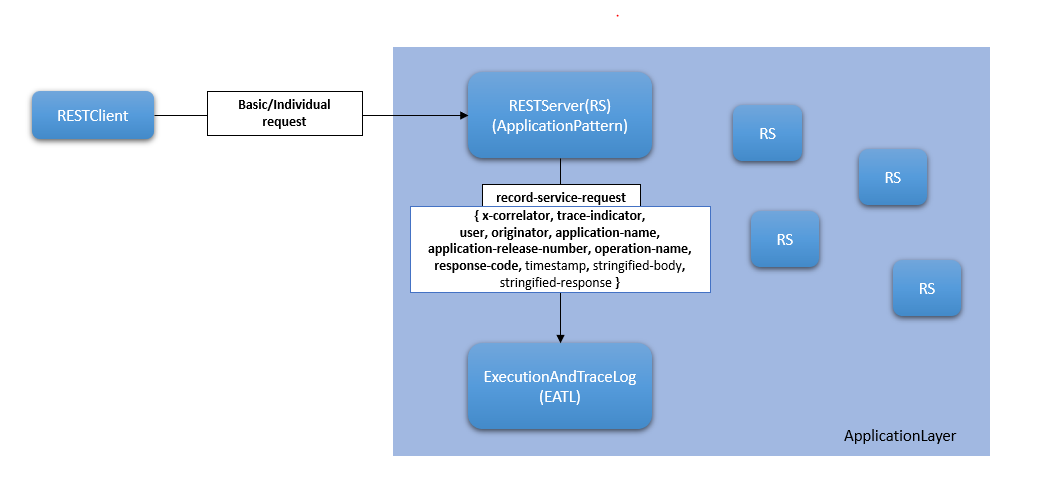 RESTClient
Basic/Individual
request
RESTServer(RS)
(ApplicationPattern)
record-service-request
{ x-correlator, trace-indicator,
user, originator, application-name,
application-release-number, operation-name,
response-code, timestamp, stringified-body,
stringified-response }
ExecutionAndTraceLog
(EATL)
RS
RS
RS
RS
ApplicationLayer